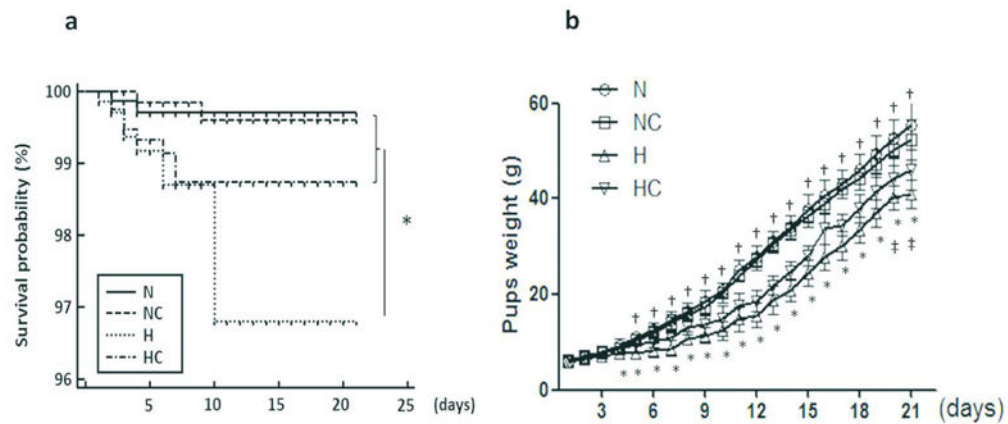 a
Survival probability (%)
100
99
98
97
96
N
NC
H
HC
*
5
10
15
20
25
(days)
b
Pups weight (g)
60
40
20
0
N
NC
H
HC
† † † † † † † † † † † † † † † † †
* * * * * * * * * * * * * * * * * *
‡ ‡
3
6
9
12
15
18
21
(days)